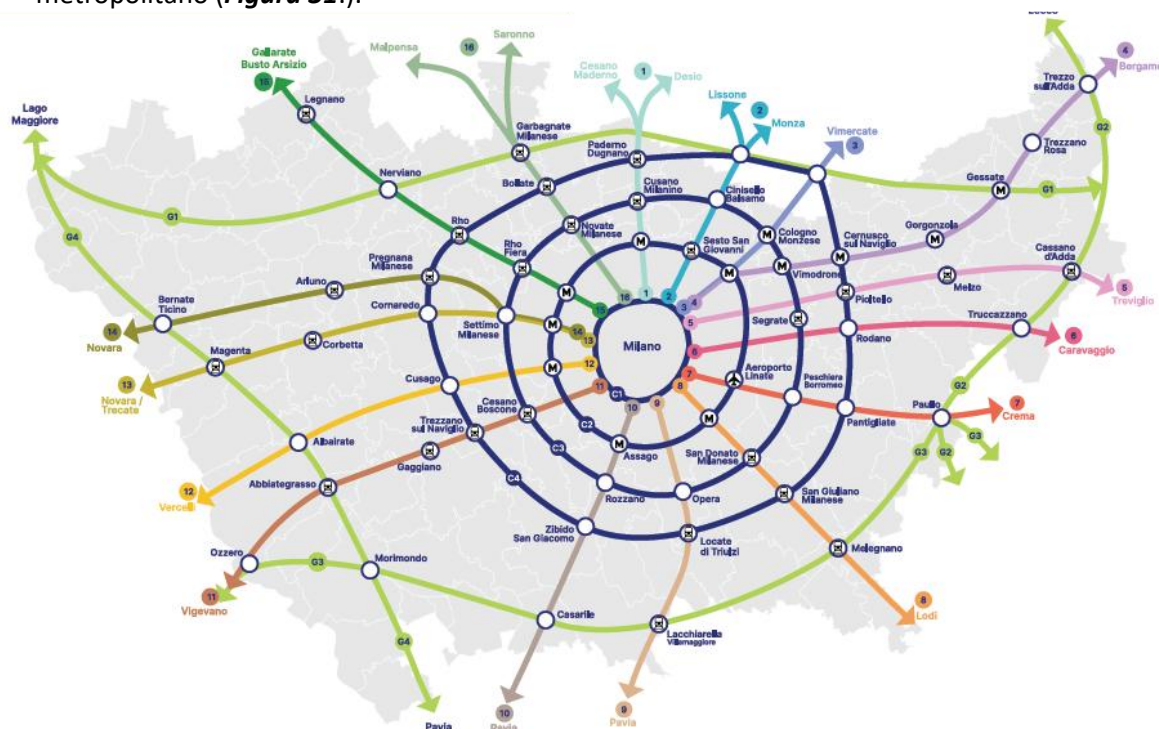 metropolitano (Figura 31.).
Lecco
Malpensa
16
Saronno
Gallarate
Busto Arsizio
15
Cesano
Maderno
1
Desio
Lissone
2
Monza
4
Bergamo
Trezzo
sull'Adda
Lago
Maggiore
Legnano
Garbagnate
Milanese
Paderno
Dugnano
Vimercate
3
G2
Trezzano
Rosa
Nerviano
Bollate
Cusano
Milanino
Cinisello
Balsamo
Gessate
M
G1
G1
G4
Rho
Novate
Milanese
Sesto San
Giovanni
Cologno
Monzese
Cernusco
sul Naviglio
Gorgonzola
M
Cassano
d'Adda
Pregnana
Milanese
Rho
Fiera
M
M
M
M
M
Vimodrone
Arluno
Cornaredo
M
16
1
2
3
4
Pioltello
Melzo
5
Treviglio
Bernate
Ticino
Settimo
Milanese
M
15
14
13
Milano
5
6
Segrate
Rodano
Truccazzano
14
Novara
Magenta
Corbetta
6
Caravaggio
13
Novara /
Trecate
Cusago
M
12
11
C1
10
9
8
7
Aeroporto
Linate
Peschiera
Borromeo
G2
Cesano
Boscone
Trezzano
sul Naviglio
C2
C3
C4
M
Assago
M
Pantigliate
Paullo
7
Crema
Albairate
Gaggiano
San Donato
Milanese
G3
G2
G3
12
Vercelli
Abbiategrasso
Rozzano
Opera
San Giuliano
Milanese
Zibido
San Giacomo
Locate
di Triulzi
Melegnano
Ozzero
G3
Morimondo
11
Vigevano
Casarile
Lacchiarella
Villamaggiore
8
Lodi
G4
Pavia
10
Pavia
9
Pavia